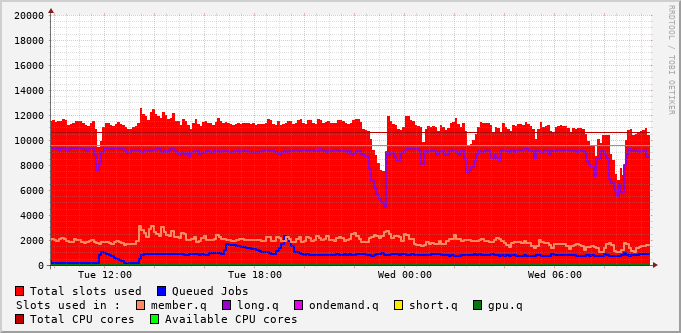 20000
18000
16000
14000
12000
10000
8000
6000
4000
2000
0
Tue 12:00 Tue 18:00 Wed 00:00 Wed 06:00
RRDTOOL / TOBI OETIKER
Total slots used Queued Jobs
Slots used in : member.q long.q ondemand.q short.q gpu.q
Total CPU cores Available CPU cores